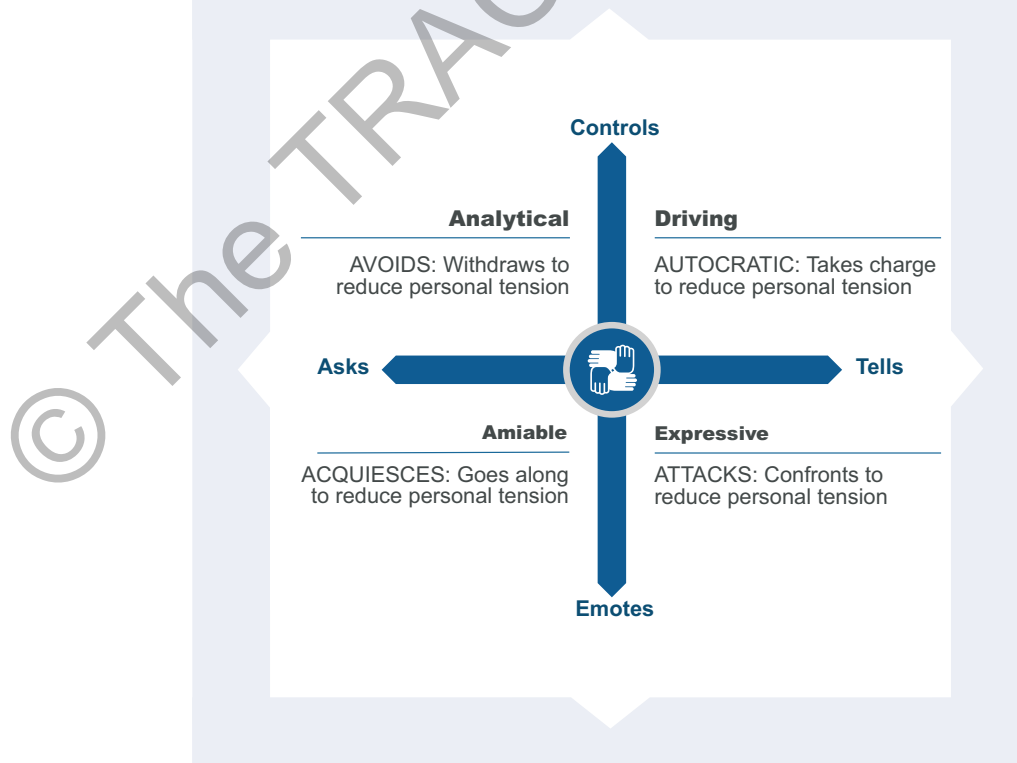 © The TRAC
Controls
Analytical
AVOIDS: Withdraws to
reduce personal tension
Driving
AUTOCRATIC: Takes charge
to reduce personal tension
Asks
Tells
Amiable
ACQUIESCES: Goes along
to reduce personal tension
Expressive
ATTACKS: Confronts to
reduce personal tension
Emotes